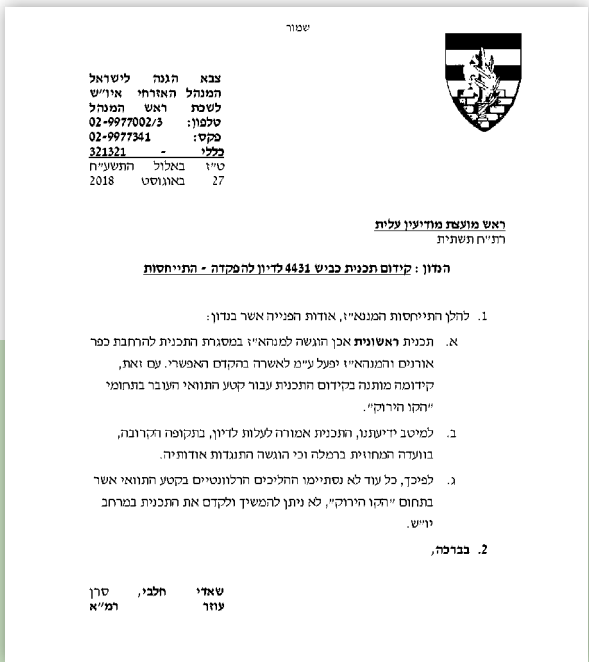 שמור
צבא הגנה לישראל
המנהל האזרחי איו"ש
לשכת ראש המנהל
טלפון: 02-9977002/3
פקס: 02-9977341
כללי - 321321
ט"ז באלול התשע"ח
27 באוגוסט 2018
ראש מועצת מודיעין עלית
רת"ח תשתית
הנדון : קידום תכנית כביש 4431 לדיון להפקדה - התייחסות
1. להלן התייחסות המננא"ז, אודות הפנייה אשר בנדון:
א. תכנית ראשונית אכן הוגשה למנהא"ז במסגרת התכנית להרחבת כפר
אורנים והמנהא"ז יפעל ע"מ לאשרה בהקדם האפשרי. עם זאת,
קידומה מותנה בקידום התכנית עבור קטע התוואי העובר בתחומי
"הקו הירוק".
ב. למיטב ידיעתנו, התכנית אמורה לעלות לדיון, בתקופה הקרובה,
בוועדה המחוזית ברמלה וכי הוגשה התנגדות אודותיה.
ג. לפיכך, כל עוד לא נסתיימו ההליכים הרלוונטיים בקטע התוואי אשר
בתחום "הקו הירוק", לא ניתן להמשיך ולקדם את התכנית במרחב
יו"ש.
2. בברכה,
שאדי חלבי, סרן
עוזר רמ"א